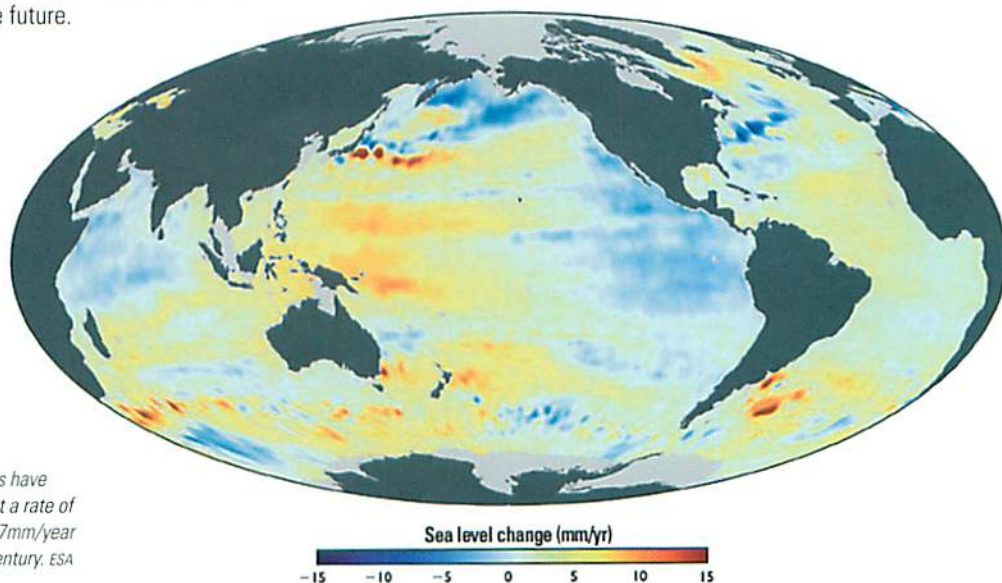 future.
s have
t a rate of
7mm/year
entury. ESA
Sea level change (mm/yr)
−15 −10 −5 0 5 10 15